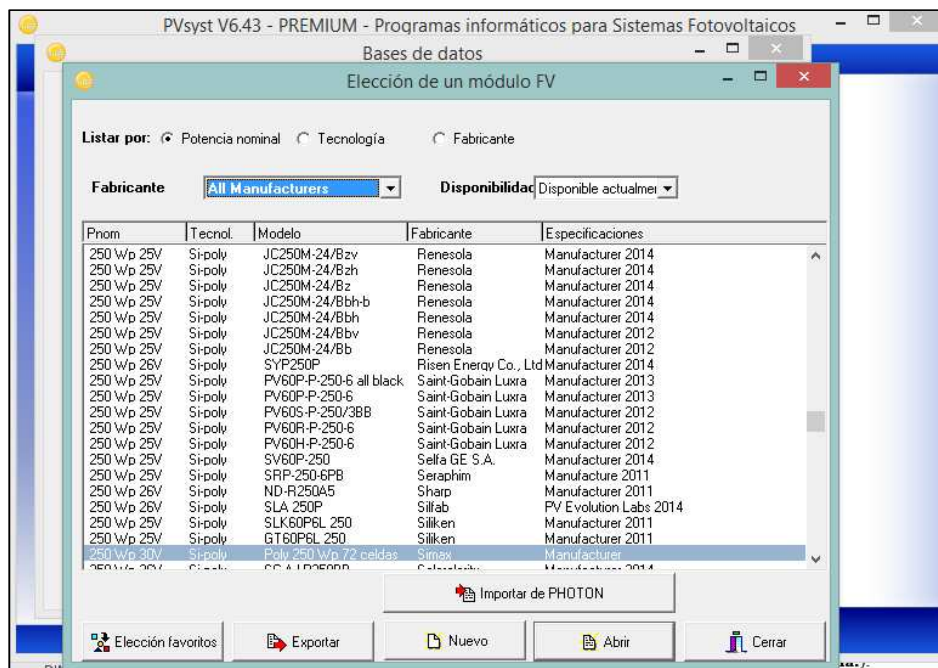 PVsyst V6.43 - PREMIUM - Programas informáticos para Sistemas Fotovoltaicos
Bases de datos
Elección de un módulo FV
Listar por: Potencia nominal Tecnología Fabricante
Fabricante All Manufacturers Disponibilidad Disponible actualmei
Pnom Tecnol. Modelo Fabricante Especificaciones
250 Wp 25V Si-poly JC250M-24/Bzv Renesola Manufacturer 2014
250 Wp 25V Si-poly JC250M-24/Bzh Renesola Manufacturer 2014
250 Wp 25V Si-poly JC250M-24/Bz Renesola Manufacturer 2014
250 Wp 25V Si-poly JC250M-24/Bbh-b Renesola Manufacturer 2014
250 Wp 25V Si-poly JC250M-24/Bbh Renesola Manufacturer 2014
250 Wp 25V Si-poly JC250M-24/Bbv Renesola Manufacturer 2012
250 Wp 25V Si-poly JC250M-24/Bb Renesola Manufacturer 2012
250 Wp 26V Si-poly SYP250P Risen Energy Co., Ltd Manufacturer 2014
250 Wp 25V Si-poly PV60P-P-250-6 all black Saint-Gobain Luxra Manufacturer 2013
250 Wp 25V Si-poly PV60P-P-250-6 Saint-Gobain Luxra Manufacturer 2013
250 Wp 25V Si-poly PV60S-P-250/3BB Saint-Gobain Luxra Manufacturer 2012
250 Wp 25V Si-poly PV60R-P-250-6 Saint-Gobain Luxra Manufacturer 2012
250 Wp 25V Si-poly PV60H-P-250-6 Saint-Gobain Luxra Manufacturer 2012
250 Wp 25V Si-poly SV60P-250 Selfa GE S.A. Manufacturer 2014
250 Wp 25V Si-poly SRP-250-6PB Seraphim Manufacture 2011
250 Wp 26V Si-poly ND-R250A5 Sharp Manufacturer 2011
250 Wp 26V Si-poly SLA 250P Silfab PV Evolution Labs 2014
250 Wp 25V Si-poly SLK60P6L 250 Siliken Manufacturer 2011
250 Wp 25V Si-poly GT60P6L 250 Siliken Manufacturer 2011
250 Wp 30V Si-poly Poly 250 Wp 72 celdas Simax Manufacturer
Importar de PHOTON
Elección favoritos Exportar Nuevo Abrir Cerrar